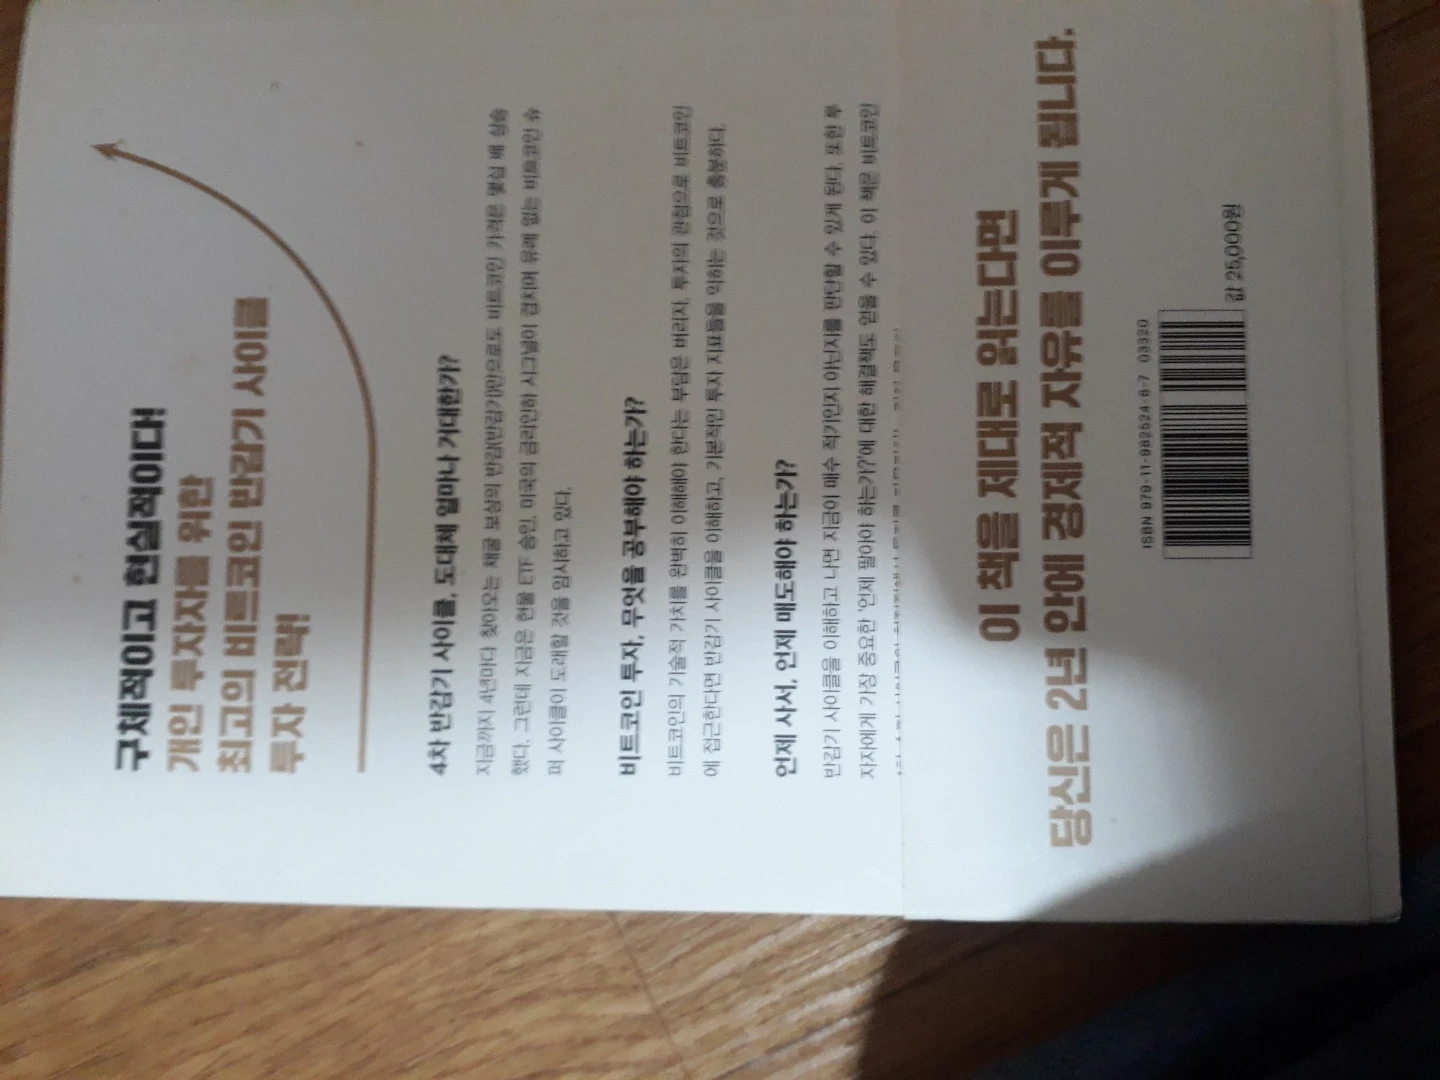 구체적이고 현실적이다!
개인 투자자를 위한
최고의 비트코인 반감기 사이클
투자 전략!
4차 반감기 사이클, 도대체 얼마나 거대한가?
지금까지 4년마다 찾아오는 채굴 보상의 반감(반감기)만으로도 비트코인 가격은 몇십 배 상승
했다. 그런데 지금은 현물 ETF 승인, 미국의 금리인하 시그널이 겹치며 유례 없는 비트코인 슈
퍼 사이클이 도래할 것을 암시하고 있다.
비트코인 투자, 무엇을 공부해야 하는가?
비트코인의 기술적 가치를 완벽히 이해해야 한다는 부담은 버리자. 투자의 관점으로 비트코인
에 접근한다면 반감기 사이클을 이해하고, 기본적인 투자 지표들을 익히는 것으로 충분하다.
언제 사서, 언제 매도해야 하는가?
반감기 사이클을 이해하고 나면 지금이 매수 적기인지 아닌지를 판단할 수 있게 된다. 또한 투
자자에게 가장 중요한 '언제 팔아야 하는가?'에 대한 해결책도 얻을 수 있다. 이 책은 비트코인
이 책을 제대로 읽는다면
당신은 2년 안에 경제적 자유를 이루게 됩니다.
ISBN 979-11-982524-6-7 03320
값 25,000원